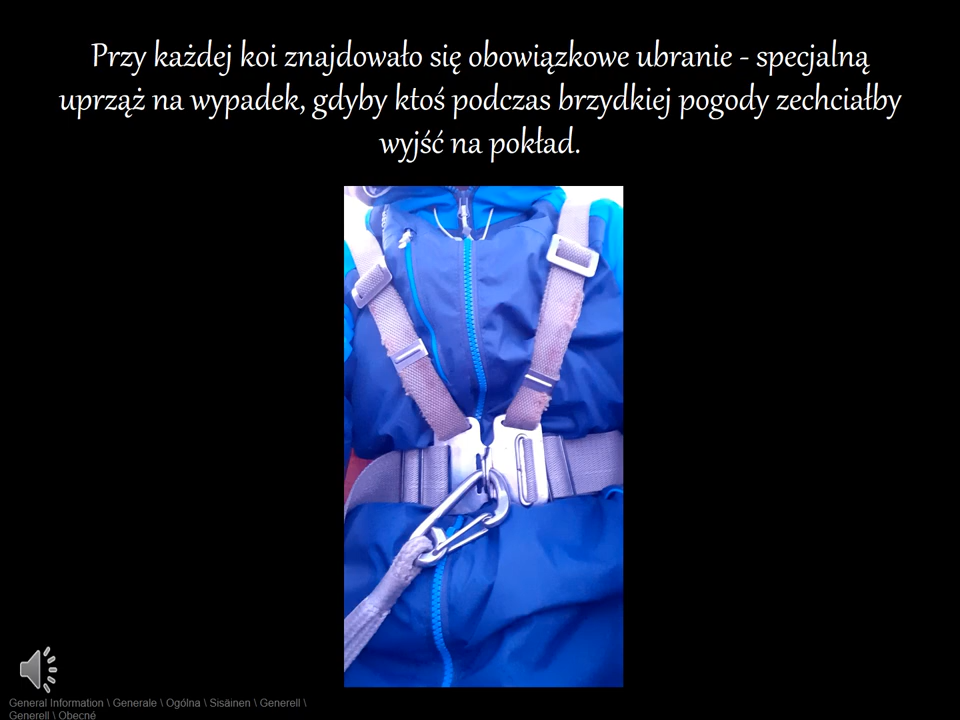 Przy każdej koi znajdowało się obowiązkowe ubranie - specjalną
uprząż na wypadek, gdyby ktoś podczas brzydkiej pogody zechciałby
wyjść na pokład.
General Information \ Generale \ Ogólna \ Sisäinen \ Generell \
Generell \ Obecné